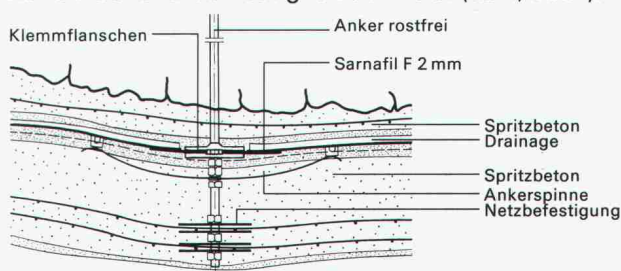 Klemmflanschen
Anker rostfrei
Sarnafil F 2 mm
Spritzbeton
Drainage
Spritzbeton
Ankerspinne
Netzbefestigung